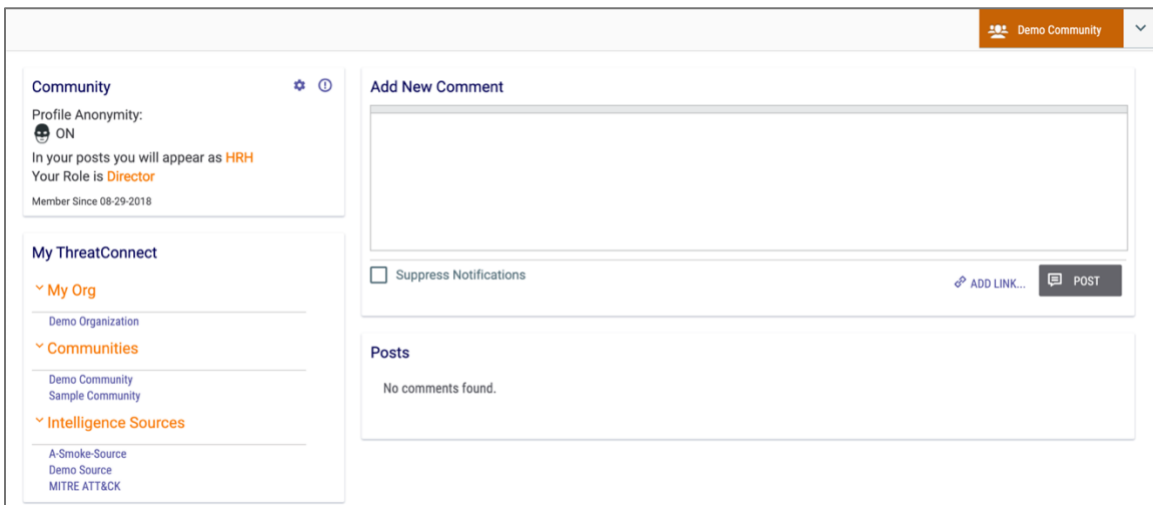 Demo Community
Community
Profile Anonymity:
ON
In your posts you will appear as HRH
Your Role is Director
Member Since 08-29-2018
My ThreatConnect
My Org
Demo Organization
Communities
Demo Community
Sample Community
Intelligence Sources
A-Smoke-Source
Demo Source
MITRE ATT&CK
Add New Comment
Suppress Notifications
ADD LINK...
POST
Posts
No comments found.